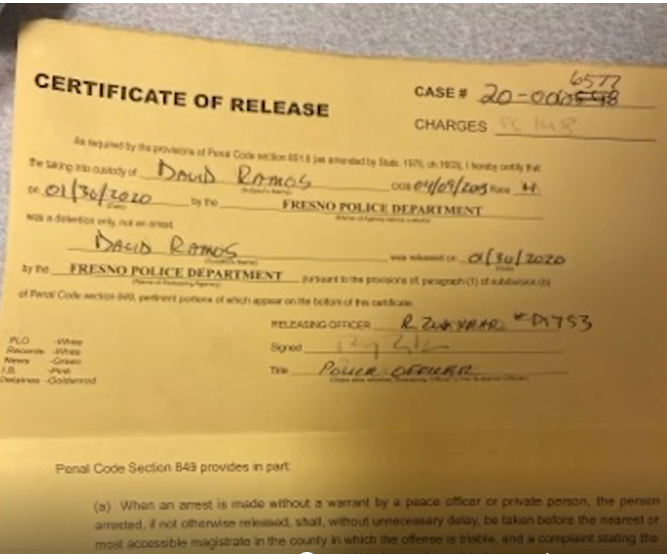 6577
CERTIFICATE OF RELEASE
CASE # 20-000548
CHARGES PC 148
As required by the provisions of Penal Code section 851.6 (as amended by Stats. 1975, ch. ), I hereby certify that
the taking into custody of DAVID RAMOS DOB Race H
on 01/30/2020 by the FRESNO POLICE DEPARTMENT
was a detention only, not an arrest.
DAVID RAMOS was released on 01/30/2020
by the FRESNO POLICE DEPARTMENT pursuant to the provisions of paragraph (1) of subdivision (b)
of Penal Code section 849, pertinent portions of which appear on the bottom of this certificate.
RELEASING OFFICER R
Signed
Title POLICE OFFICER
PLO -White
Records -White
News -Green
I.B. -Pink
Detainee -Goldenrod
Penal Code Section 849 provides in part:
(a) When an arrest is made without a warrant by a peace officer or private person, the person
arrested, if not otherwise released, shall, without unnecessary delay, be taken before the nearest or
most accessible magistrate in the county in which the offense is triable, and a complaint stating the